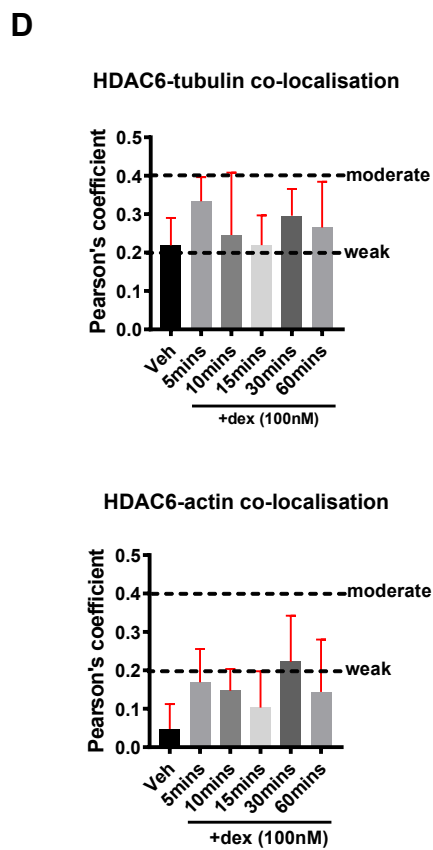 D
HDAC6-tubulin co-localisation
Pearson's coefficient
0.5
0.4
0.3
0.2
0.1
0.0
moderate
weak
Veh
5mins
10mins
15mins
30mins
60mins
+dex (100nM)
HDAC6-actin co-localisation
Pearson's coefficient
0.5
0.4
0.3
0.2
0.1
0.0
moderate
weak
Veh
5mins
10mins
15mins
30mins
60mins
+dex (100nM)